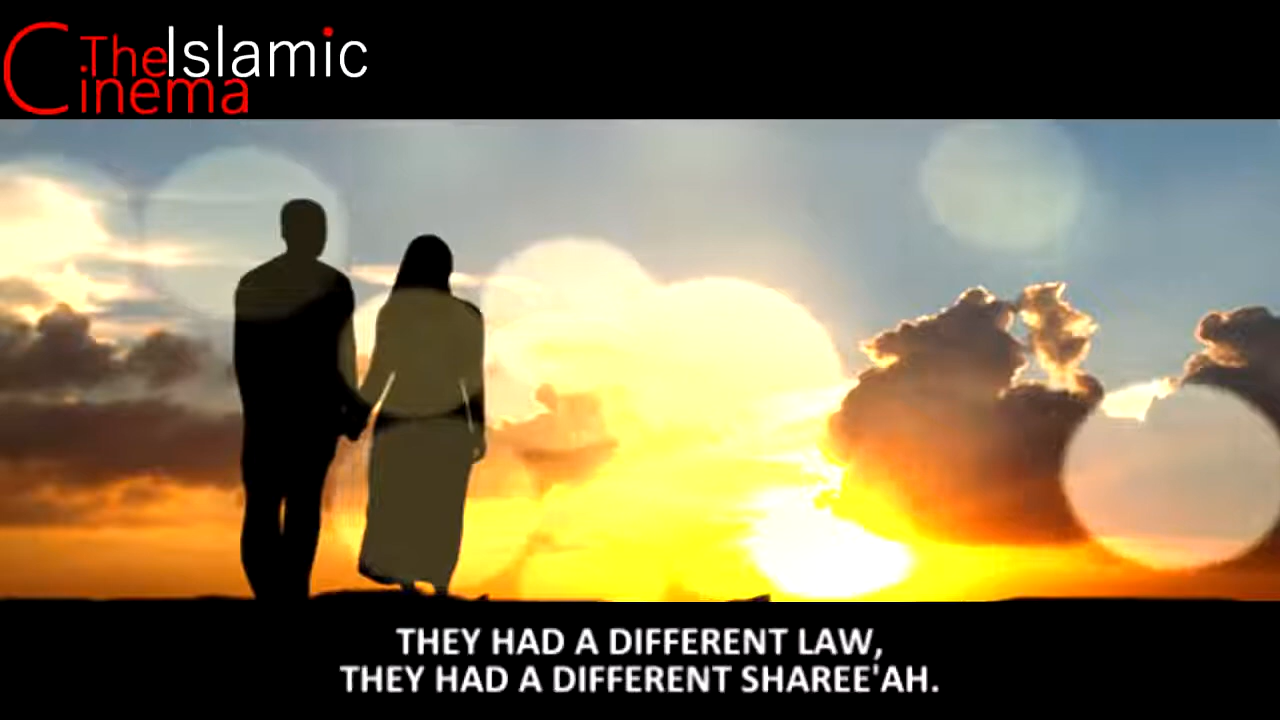 The Islamic
Cinema
THEY HAD A DIFFERENT LAW,
THEY HAD A DIFFERENT SHAREE'AH.